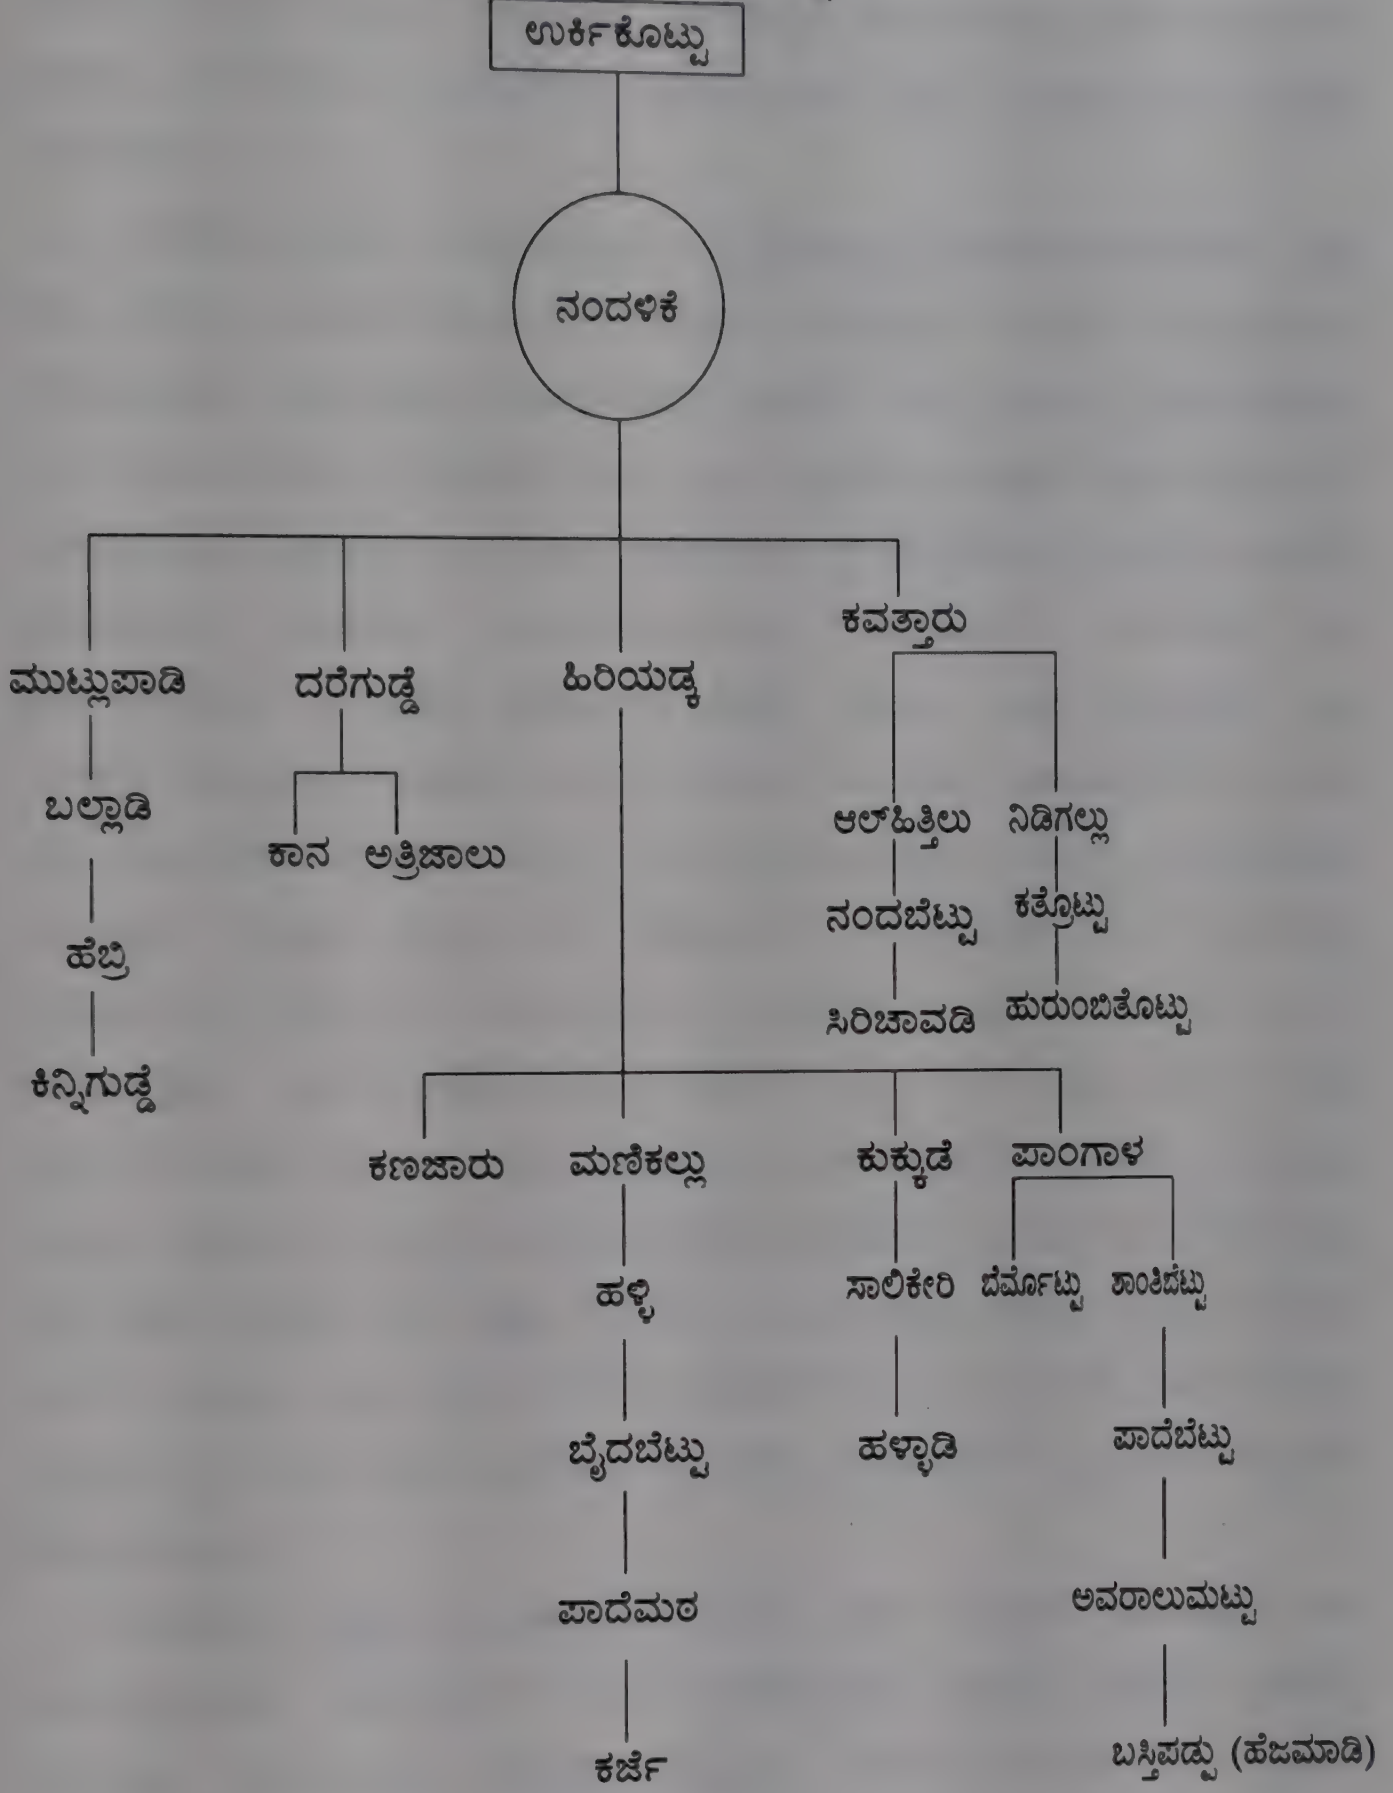 ಉರ್ಕಿಕೊಟ್ಟು
ನಂದಳಿಕೆ
ಕವತ್ತಾರು
ಮುಟ್ಲುಪಾಡಿ ದರೆಗುಡ್ಡೆ ಹಿರಿಯಡ್ಕ
ಬಲ್ಲಾಡಿ
ಕಾನ ಅತ್ರಿಜಾಲು
ಆಲ್‌ಹಿತ್ತಿಲು ನಿಡಿಗಲ್ಲು
ನಂದಬೆಟ್ಟು ಕತ್ರೊಟ್ಟು
ಹೆಬ್ರಿ
ಸಿರಿಚಾವಡಿ ಹುರುಂಬಿತೊಟ್ಟು
ಕಿನ್ನಿಗುಡ್ಡೆ
ಕಣಜಾರು ಮಣಿಕಲ್ಲು ಕುಕ್ಕುಡೆ ಪಾಂಗಾಳ
ಹಳ್ಳಿ ಸಾಲಿಕೇರಿ ಬೆರ್ಮೊಟ್ಟು ಶಾಂತಿಬೆಟ್ಟು
ಬೈದಬೆಟ್ಟು ಹಳ್ಳಾಡಿ ಪಾದೆಬೆಟ್ಟು
ಪಾದೆಮಠ ಅವರಾಲುಮಟ್ಟು
ಕರ್ಜೆ ಬಸ್ತಿಪಡ್ಪು (ಹೆಜಮಾಡಿ)